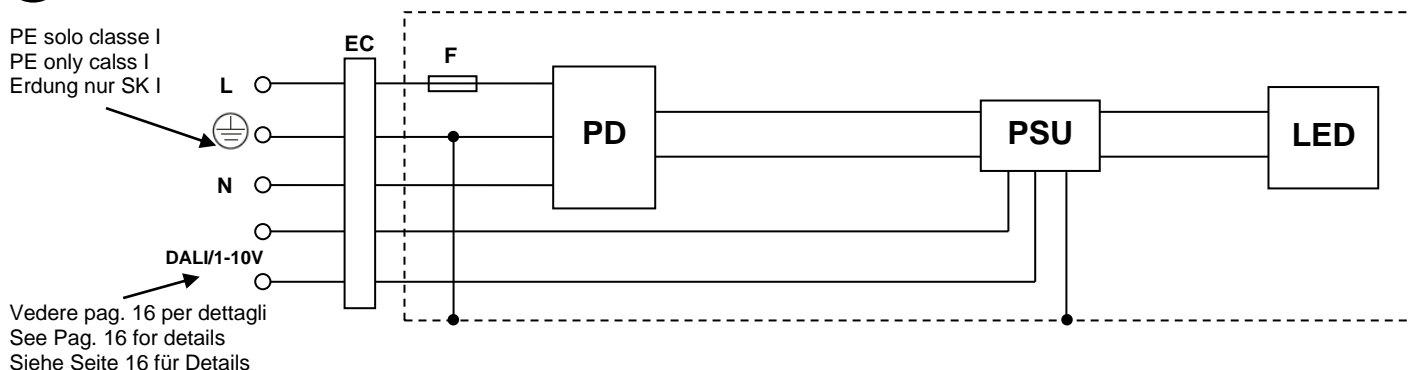 PE solo classe I
PE only calss I
Erdung nur SK I
EC
F
L
PD
PSU
LED
N
DALI/1-10V
Vedere pag. 16 per dettagli
See Pag. 16 for details
Siehe Seite 16 für Details